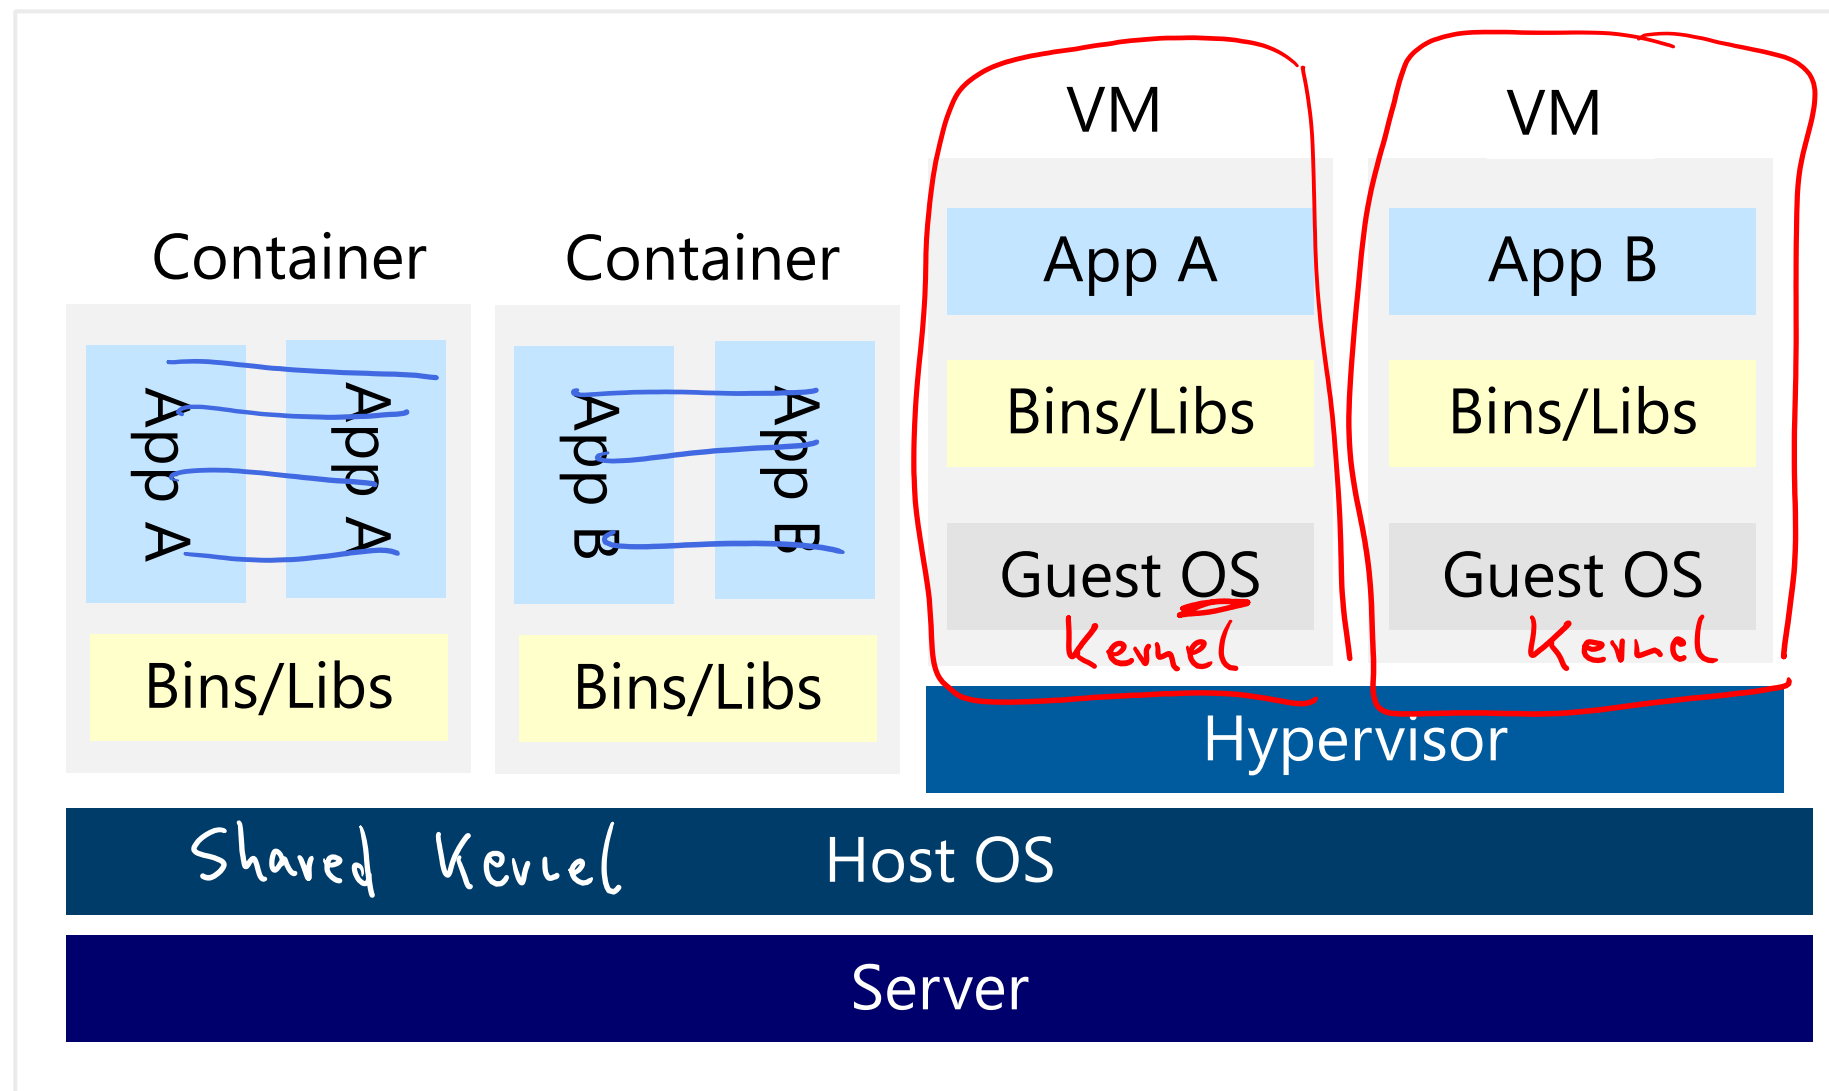 VM
VM
App A
App B
Container
Container
App A
App A
App B
App B
Bins/Libs
Bins/Libs
Guest OS
Guest OS
Kernel
Kernel
Bins/Libs
Bins/Libs
Hypervisor
Shared Kernel
Host OS
Server